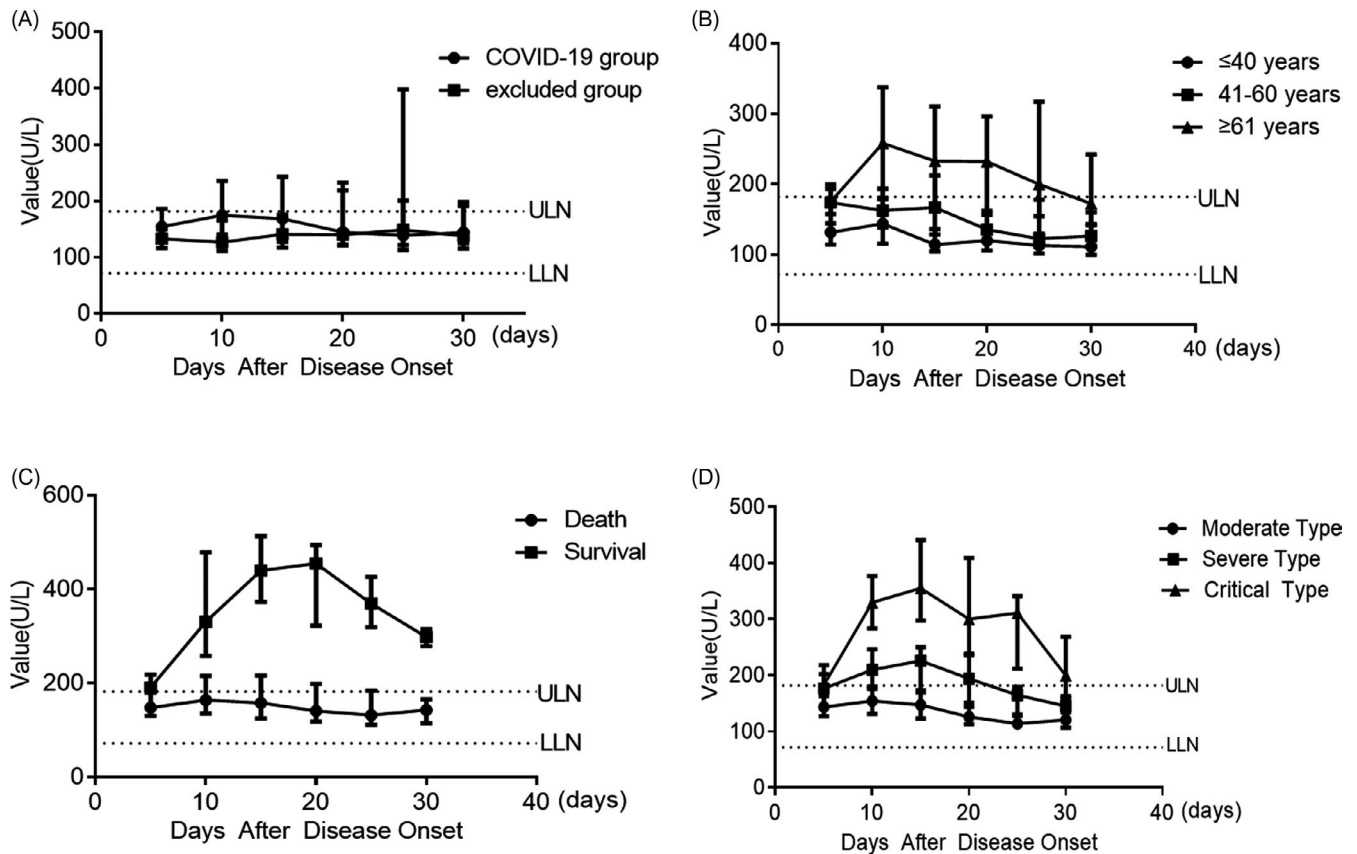 (A)
500
400
300
200
100
0
Value(U/L)
COVID-19 group
excluded group
ULN
LLN
0
10
20
30
(days)
Days After Disease Onset
(B)
400
300
200
100
0
Value(U/L)
≤40 years
41-60 years
≥61 years
ULN
LLN
0
10
20
30
40
(days)
Days After Disease Onset
(C)
600
400
200
0
Value(U/L)
Death
Survival
ULN
LLN
0
10
20
30
40
(days)
Days After Disease Onset
(D)
500
400
300
200
100
0
Value(U/L)
Moderate Type
Severe Type
Critical Type
ULN
LLN
0
10
20
30
40
(days)
Days After Disease Onset